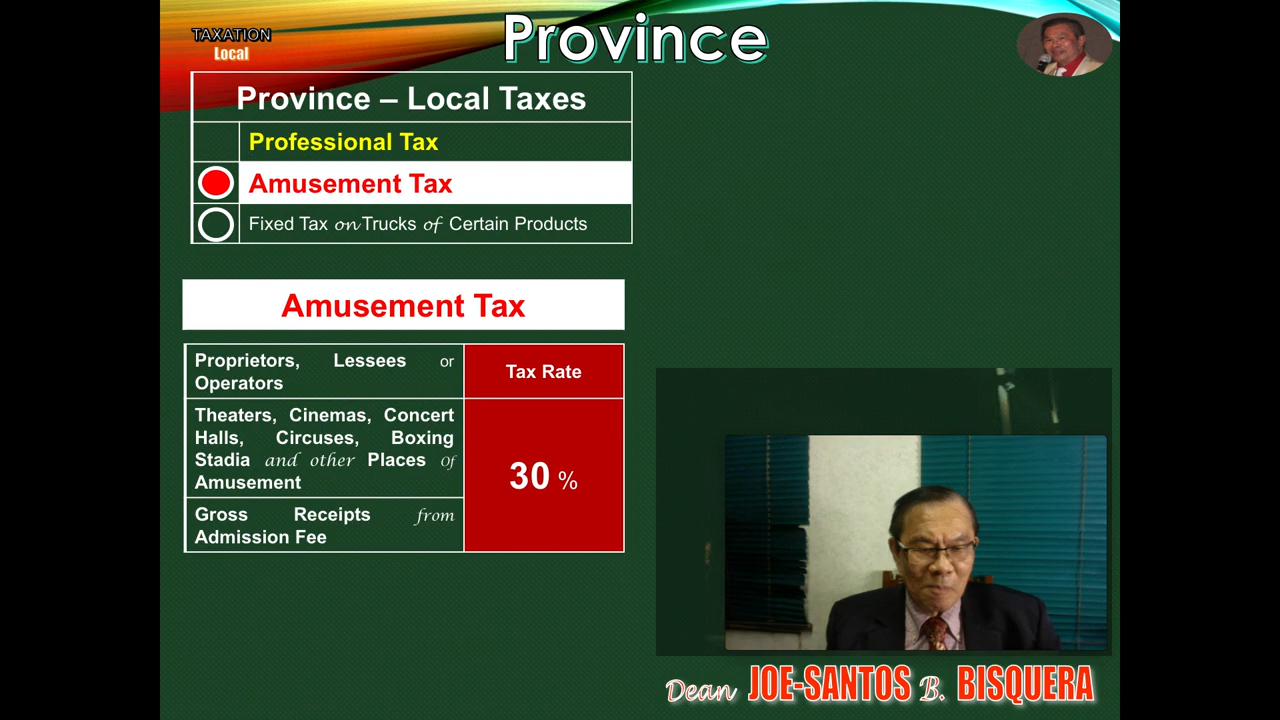 TAXATION
Local
Province
Province – Local Taxes
Professional Tax
Amusement Tax
Fixed Tax on Trucks of Certain Products
Amusement Tax
Proprietors, Lessees or
Operators
Tax Rate
Theaters, Cinemas, Concert
Halls, Circuses, Boxing
Stadia and other Places Of
Amusement
30 %
Gross Receipts from
Admission Fee
Dean JOE-SANTOS B. BISQUERA